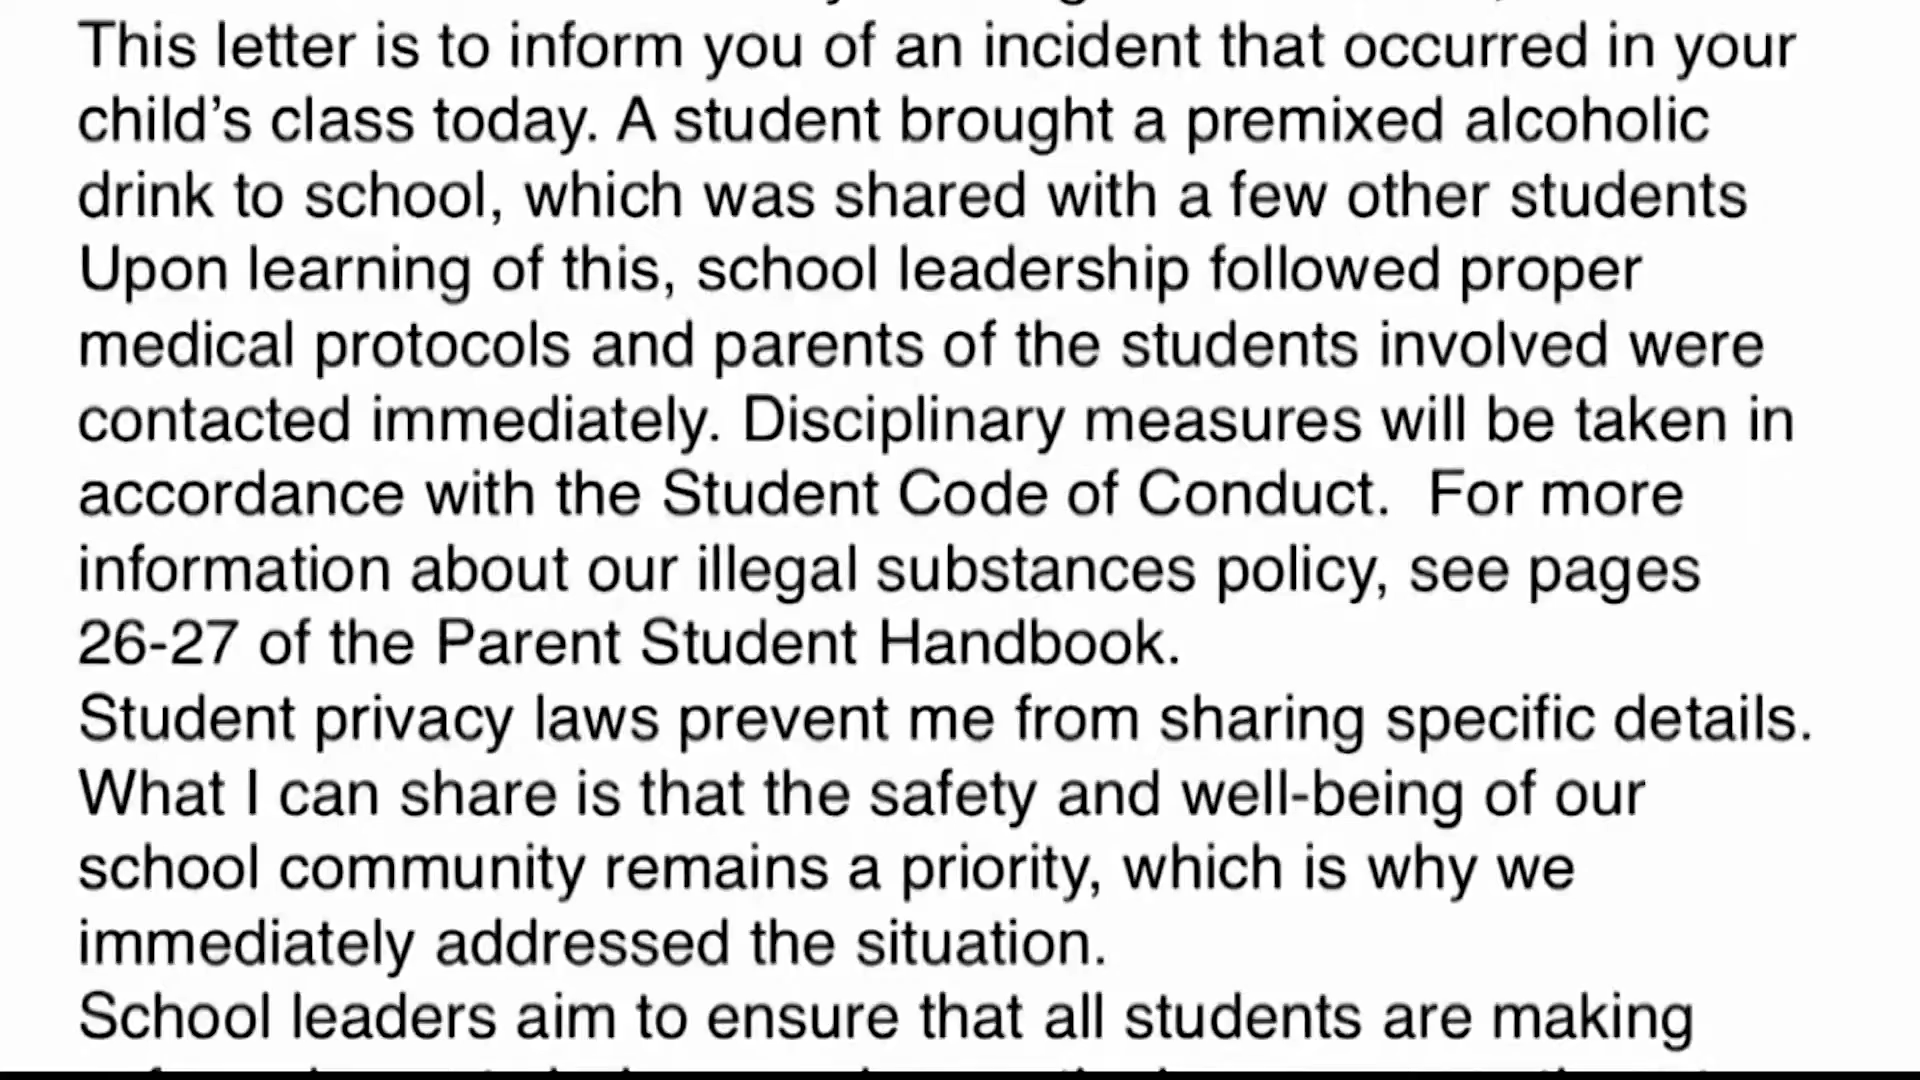 This letter is to inform you of an incident that occurred in your
child’s class today. A student brought a premixed alcoholic
drink to school, which was shared with a few other students
Upon learning of this, school leadership followed proper
medical protocols and parents of the students involved were
contacted immediately. Disciplinary measures will be taken in
accordance with the Student Code of Conduct.  For more
information about our illegal substances policy, see pages
26-27 of the Parent Student Handbook.
Student privacy laws prevent me from sharing specific details.
What I can share is that the safety and well-being of our
school community remains a priority, which is why we
immediately addressed the situation.
School leaders aim to ensure that all students are making